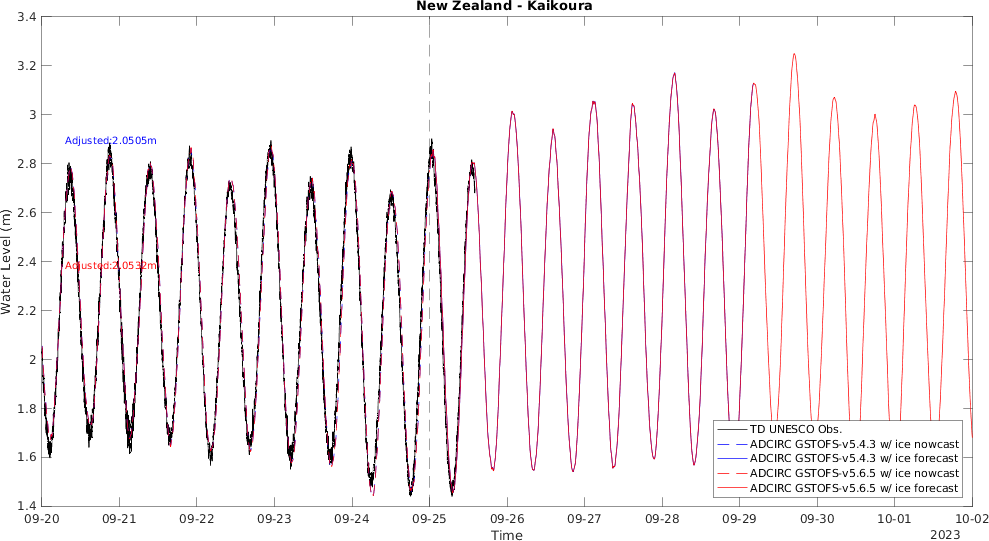 New Zealand - Kaikoura
3.4
3.2
3
2.8
2.6
2.4
2.2
2
1.8
1.6
1.4
Water Level (m)
Adjusted:2.0505m
Adjusted:2.0532m
TD UNESCO Obs.
ADCIRC GSTOFS-v5.4.3 w/ ice nowcast
ADCIRC GSTOFS-v5.4.3 w/ ice forecast
ADCIRC GSTOFS-v5.6.5 w/ ice nowcast
ADCIRC GSTOFS-v5.6.5 w/ ice forecast
09-20 09-21 09-22 09-23 09-24 09-25 09-26 09-27 09-28 09-29 09-30 10-01 10-02
Time
2023